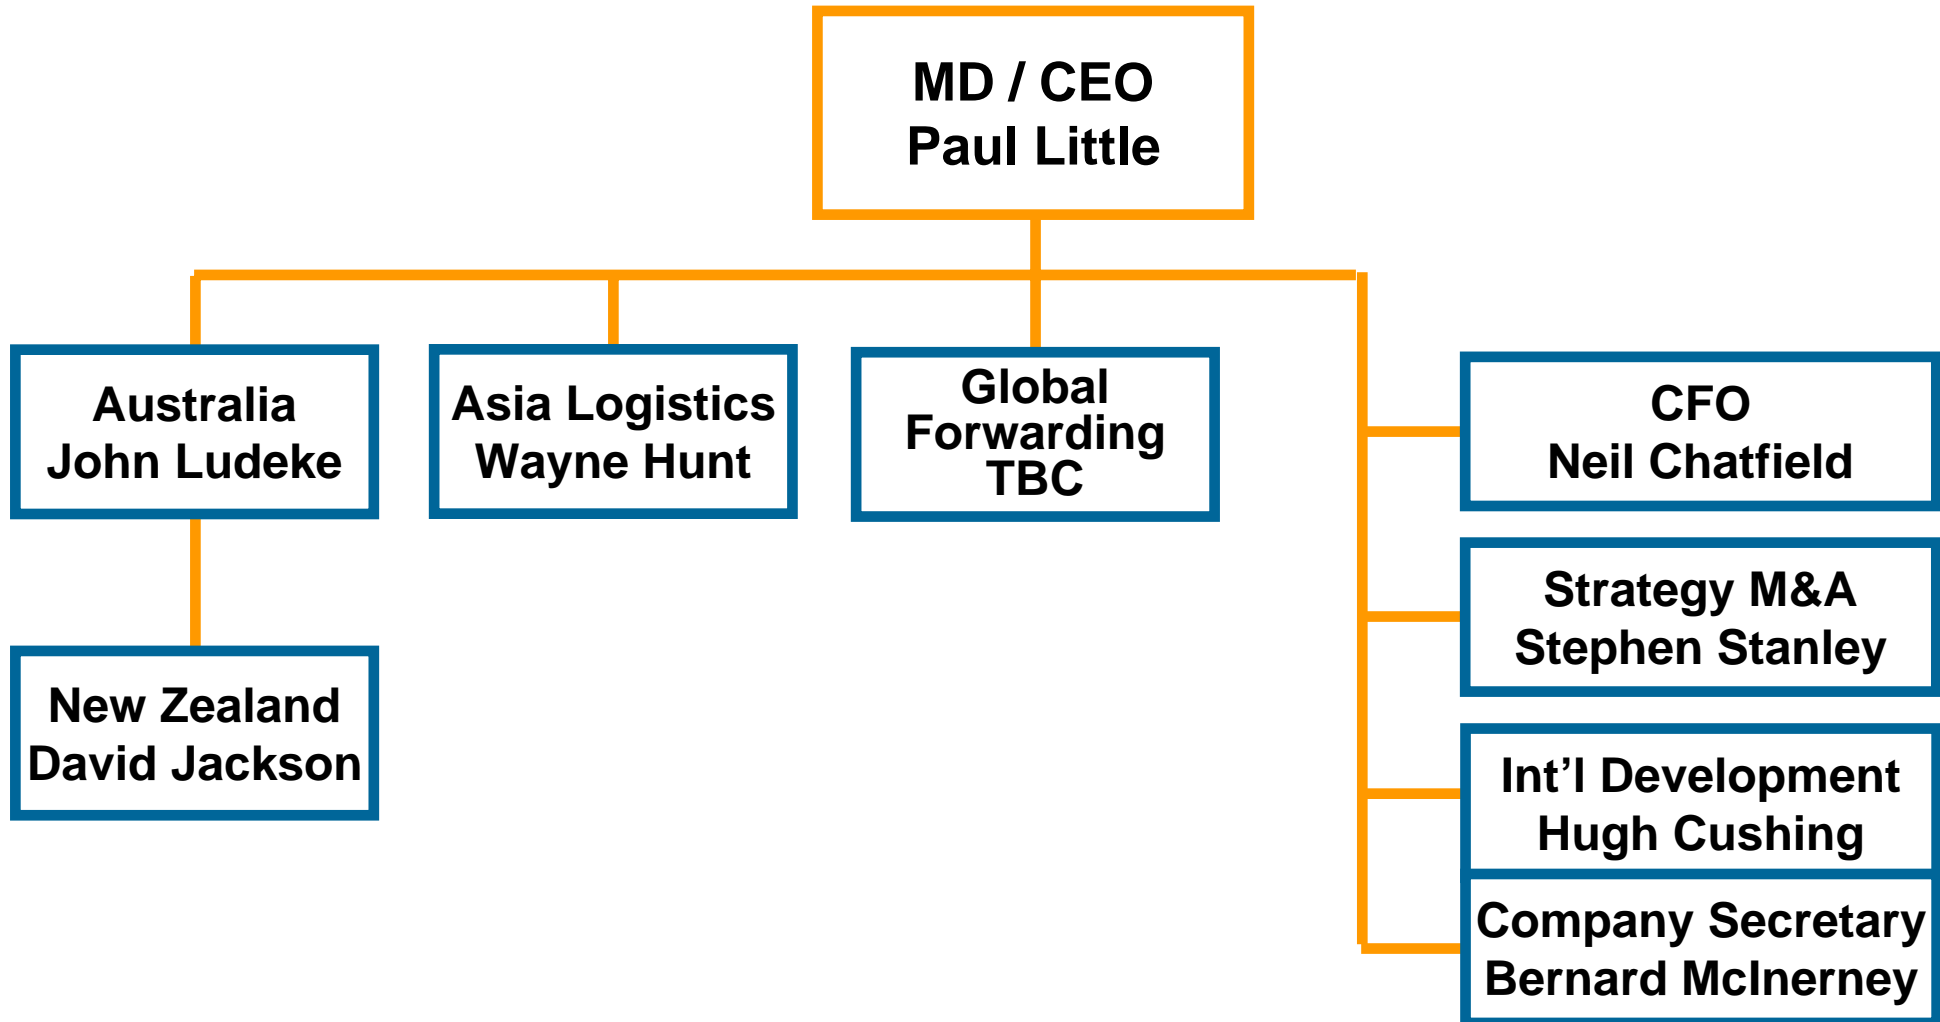 MD / CEO
Paul Little
Australia
John Ludeke
Asia Logistics
Wayne Hunt
Global
Forwarding
TBC
CFO
Neil Chatfield
Strategy M&A
Stephen Stanley
New Zealand
David Jackson
Int’l Development
Hugh Cushing
Company Secretary
Bernard McInerney